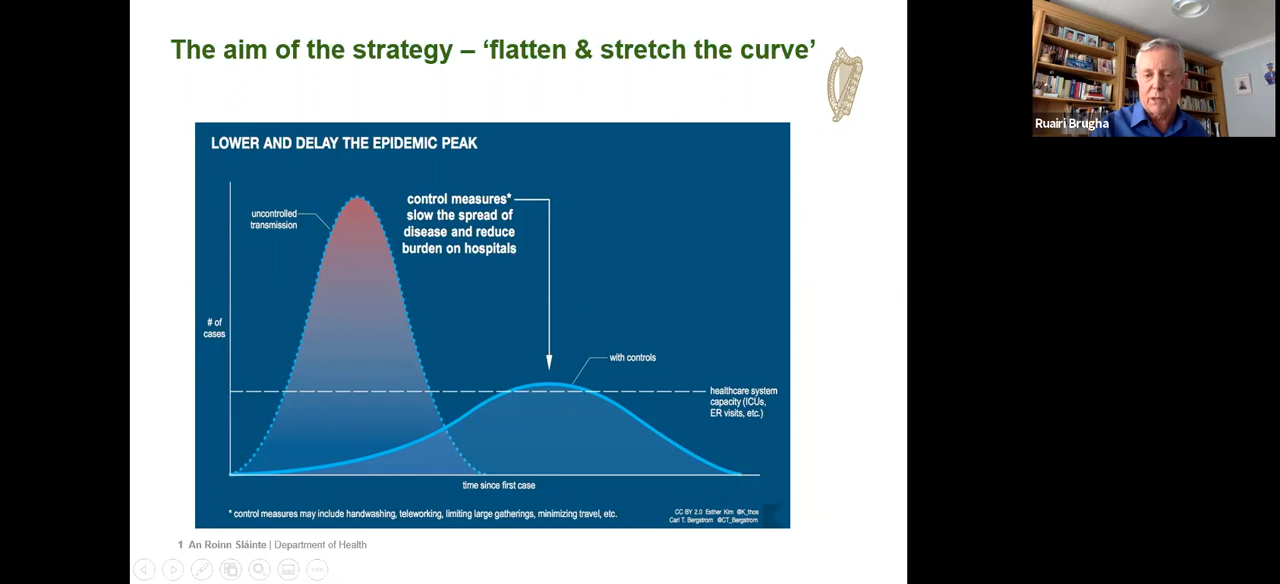 The aim of the strategy – ‘flatten & stretch the curve’
Ruairi Brugha
LOWER AND DELAY THE EPIDEMIC PEAK
uncontrolled
transmission
control measures*
slow the spread of
disease and reduce
burden on hospitals
# of
cases
with controls
healthcare system
capacity (ICUs,
ER visits, etc.)
time since first case
* control measures may include handwashing, teleworking, limiting large gatherings, minimizing travel, etc.
CC BY 2.0 Esther Kim @K_thos
Carl T. Bergstrom @CT_Bergstrom
1 An Roinn Sláinte | Department of Health